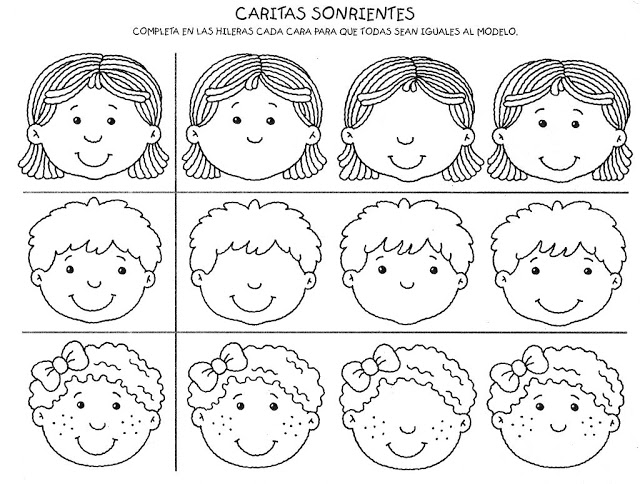 CARITAS SONRIENTES
COMPLETA EN LAS HILERAS CADA CARA PARA QUE TODAS SEAN IGUALES AL MODELO.